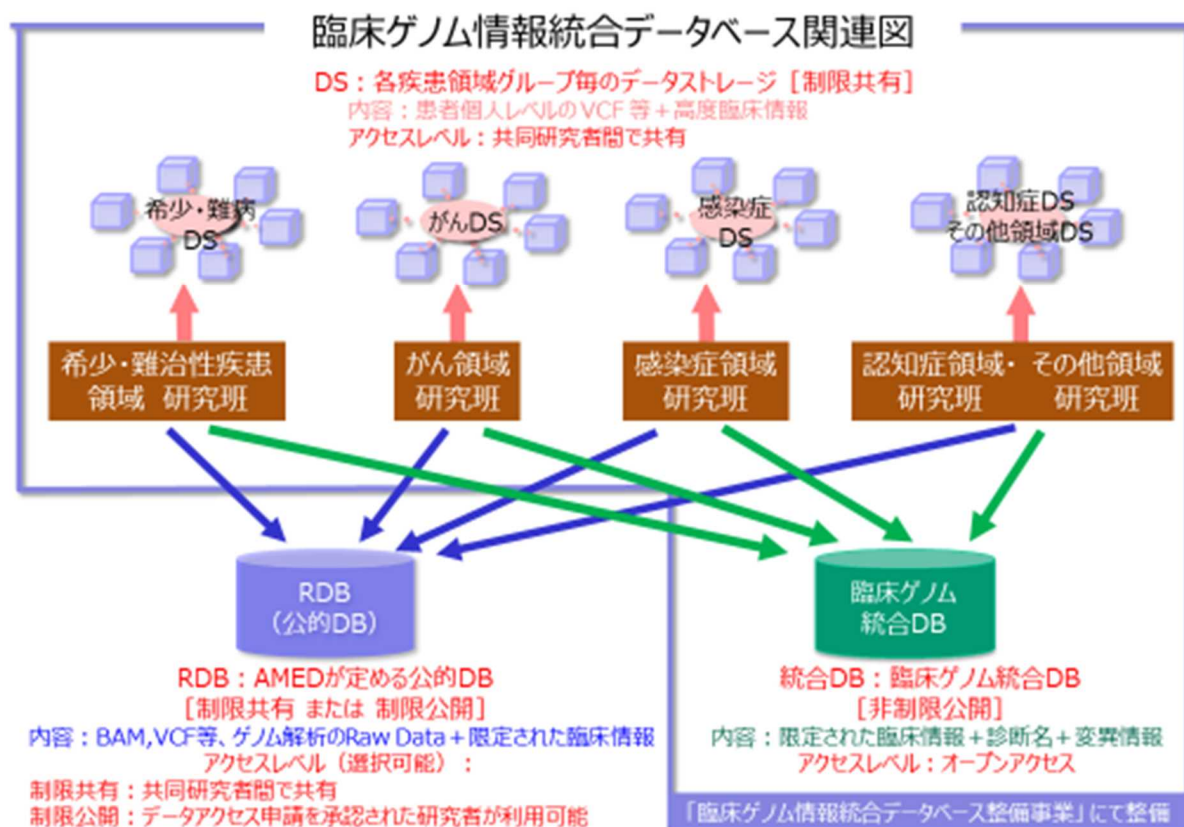 臨床ゲノム情報統合データベース関連図
DS：各疾患領域グループ毎のデータストレージ［制限共有］
内容：患者個人レベルのVCF等＋高度臨床情報
アクセスレベル：共同研究者間で共有
希少・難病
DS
がんDS
感染症
DS
認知症DS
その他領域DS
希少・難治性疾患
領域 研究班
がん領域
研究班
感染症領域
研究班
認知症領域・ その他領域
研究班 研究班
RDB
（公的DB）
臨床ゲノム
統合DB
RDB：AMEDが定める公的DB
［制限共有 または 制限公開］
内容：BAM,VCF等、ゲノム解析のRaw Data＋限定された臨床情報
アクセスレベル（選択可能）：
制限共有：共同研究者間で共有
制限公開：データアクセス申請を承認された研究者が利用可能
統合DB：臨床ゲノム統合DB
［非制限公開］
内容：限定された臨床情報＋診断名＋変異情報
アクセスレベル：オープンアクセス
「臨床ゲノム情報統合データベース整備事業」にて整備